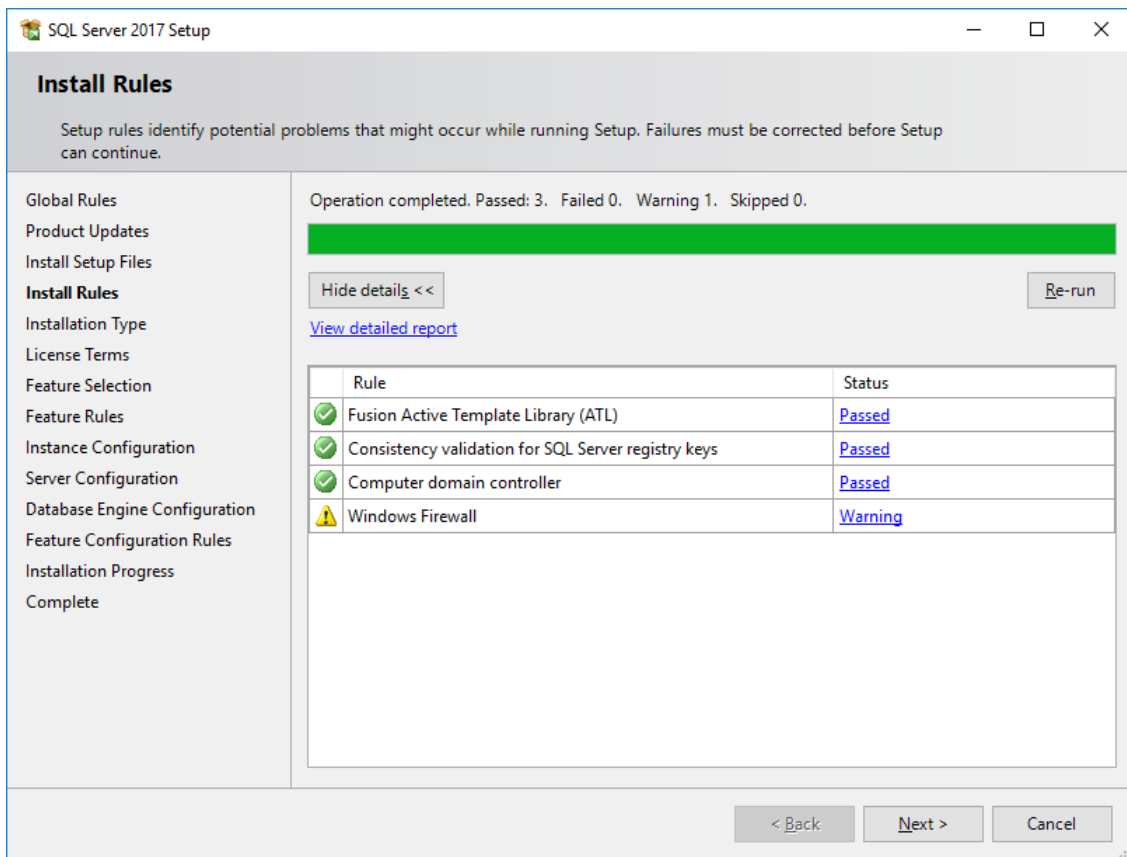 SQL Server 2017 Setup
Install Rules
Setup rules identify potential problems that might occur while running Setup. Failures must be corrected before Setup
can continue.
Global Rules
Product Updates
Install Setup Files
Install Rules
Installation Type
License Terms
Feature Selection
Feature Rules
Instance Configuration
Server Configuration
Database Engine Configuration
Feature Configuration Rules
Installation Progress
Complete
Operation completed. Passed: 3. Failed 0. Warning 1. Skipped 0.
Hide details <<
Re-run
View detailed report
Rule Status
Fusion Active Template Library (ATL) Passed
Consistency validation for SQL Server registry keys Passed
Computer domain controller Passed
Windows Firewall Warning
< Back Next > Cancel